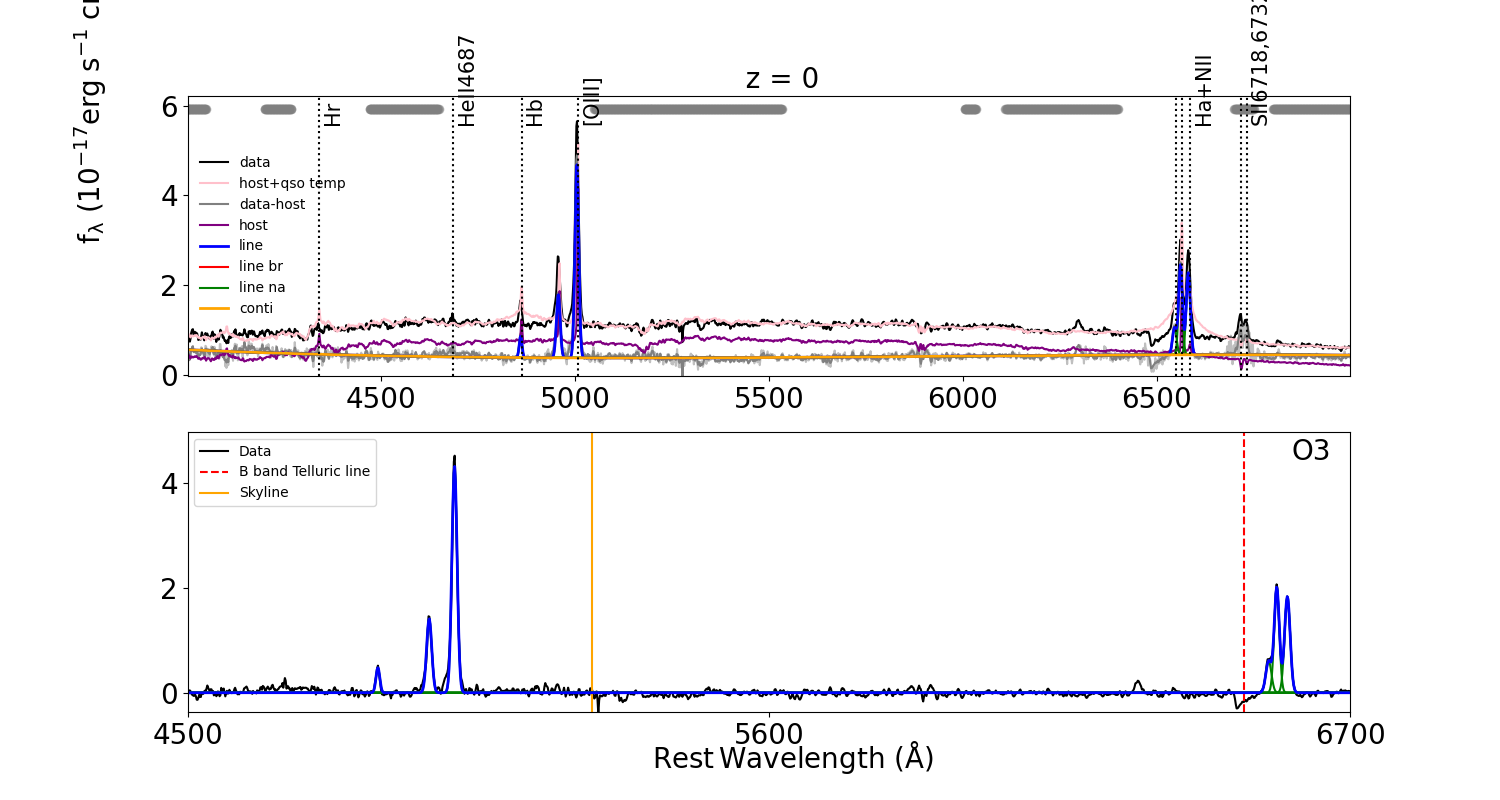 z = 0
f_λ (10^−17 erg s^−1
Hr
HeII4687
Hb
[OIII]
Ha+NII
SII6718,673
6
4
2
0
data
host+qso temp
data-host
host
line
line br
line na
conti
4500 5000 5500 6000 6500
O3
4
2
0
Data
B band Telluric line
Skyline
4500 5600 6700
Rest Wavelength (Å)